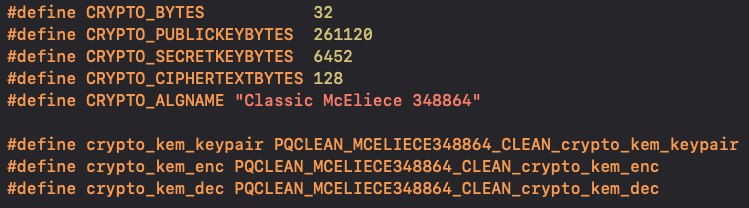 #define CRYPTO_BYTES           32
#define CRYPTO_PUBLICKEYBYTES  261120
#define CRYPTO_SECRETKEYBYTES  6452
#define CRYPTO_CIPHERTEXTBYTES 128
#define CRYPTO_ALGNAME "Classic McEliece 348864"
#define crypto_kem_keypair PQCLEAN_MCELIECE348864_CLEAN_crypto_kem_keypair
#define crypto_kem_enc PQCLEAN_MCELIECE348864_CLEAN_crypto_kem_enc
#define crypto_kem_dec PQCLEAN_MCELIECE348864_CLEAN_crypto_kem_dec